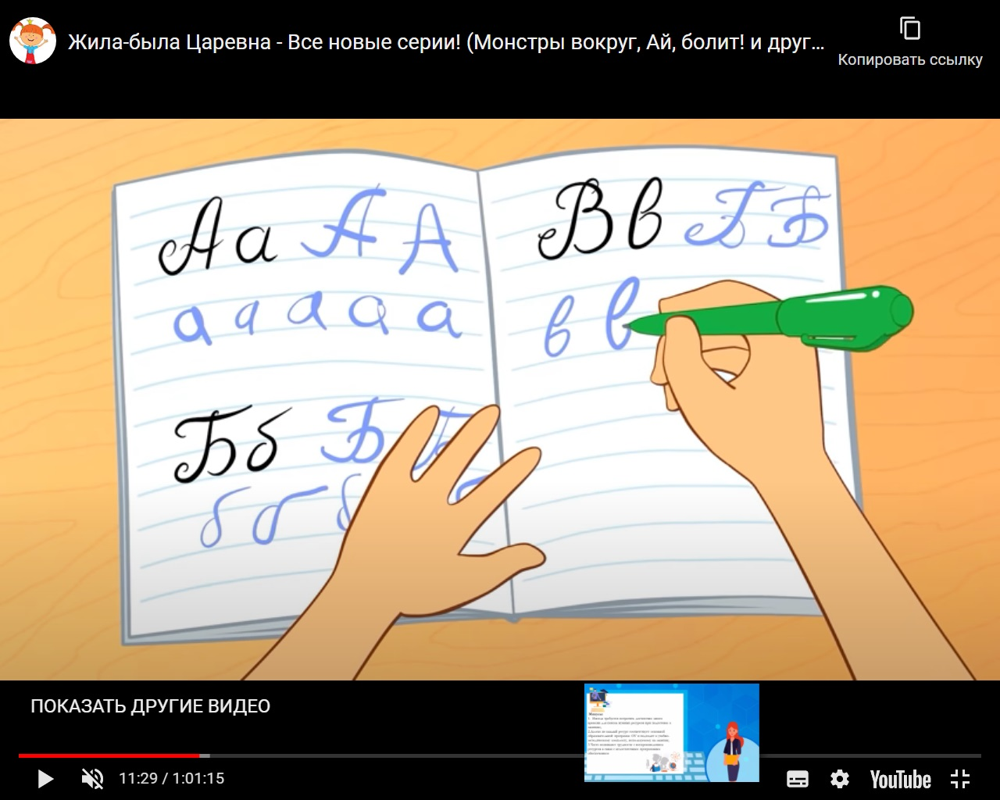 Жила-была Царевна - Все новые серии! (Монстры вокруг, Ай, болит! и друг...
Копировать ссылку
Аа А А
а а а а а
Бб Б Б
б б б
Вв Б Б
в в
ПОКАЗАТЬ ДРУГИЕ ВИДЕО
11:29 / 1:01:15
YouTube